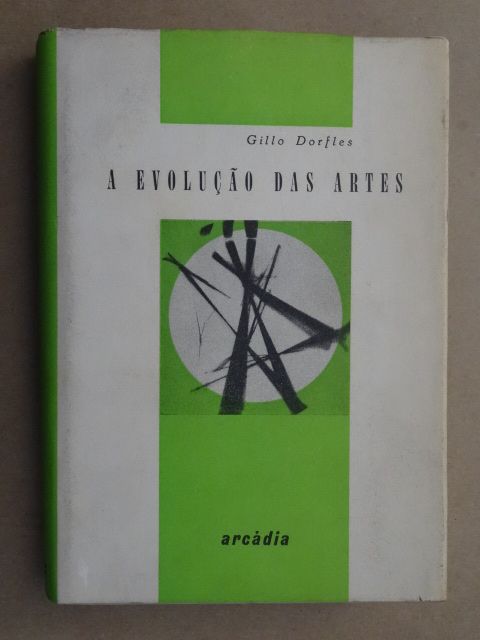 Gillo Dorfles
A EVOLUÇÃO DAS ARTES
arcádia